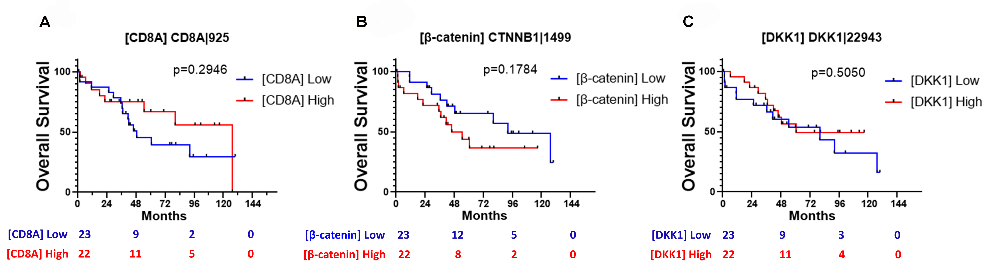 A
[CD8A] CD8A|925
Overall Survival
100
50
0
p=0.2946
[CD8A] Low
[CD8A] High
0 24 48 72 96 120 144
Months
[CD8A] Low 23 9 2 0
[CD8A] High 22 11 5 0
B
[β-catenin] CTNNB1|1499
Overall Survival
100
50
0
p=0.1784
[β-catenin] Low
[β-catenin] High
0 24 48 72 96 120 144
Months
[β-catenin] Low 23 12 5 0
[β-catenin] High 22 8 2 0
C
[DKK1] DKK1|22943
Overall Survival
100
50
0
p=0.5050
[DKK1] Low
[DKK1] High
0 24 48 72 96 120 144
Months
[DKK1] Low 23 9 3 0
[DKK1] High 22 11 4 0